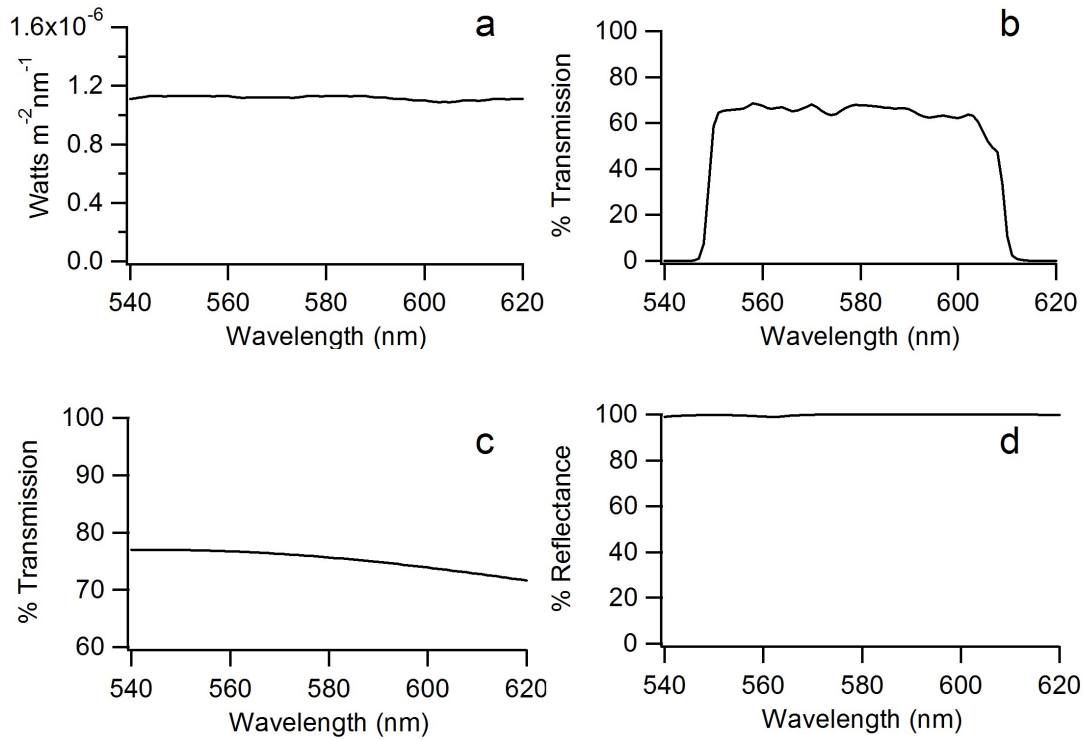 a
1.6x10-6
1.2
0.8
0.4
0.0
Watts m-2nm-1
540 560 580 600 620
Wavelength (nm)
b
100
80
60
40
20
0
% Transmission
540 560 580 600 620
Wavelength (nm)
c
100
90
80
70
60
% Transmission
540 560 580 600 620
Wavelength (nm)
d
100
80
60
40
20
0
% Reflectance
540 560 580 600 620
Wavelength (nm)